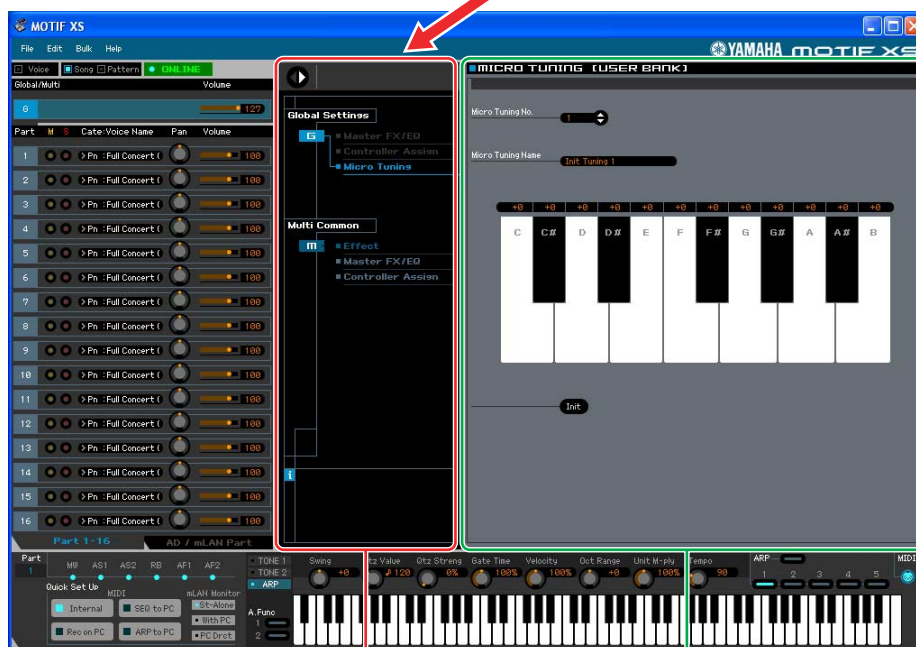 MOTIF XS
File Edit Bulk Help
YAMAHA MOTIF XS
Voice Song Pattern ONLINE
Global/Multi Volume
G 127
Part M S Cate:Voice Name Pan Volume
1 Pn :Full Concert ( 100
2 Pn :Full Concert ( 100
3 Pn :Full Concert ( 100
4 Pn :Full Concert ( 100
5 Pn :Full Concert ( 100
6 Pn :Full Concert ( 100
7 Pn :Full Concert ( 100
8 Pn :Full Concert ( 100
9 Pn :Full Concert ( 100
10 Pn :Full Concert ( 100
11 Pn :Full Concert ( 100
12 Pn :Full Concert ( 100
13 Pn :Full Concert ( 100
14 Pn :Full Concert ( 100
15 Pn :Full Concert ( 100
16 Pn :Full Concert ( 100
Part 1-16 AD / mLAN Part
Global Settings
G
Master FX/EQ
Controller Assign
Micro Tuning
Multi Common
M
Effect
Master FX/EQ
Controller Assign
i
MICRO TUNING [USER BANK]
Micro Tuning No. 1
Micro Tuning Name Init Tuning 1
+0 +0 +0 +0 +0 +0 +0 +0 +0 +0 +0 +0
C C# D D# E F F# G G# A A# B
Init
Part
1
MW AS1 AS2 RB AF1 AF2
Quick Set Up MIDI mLAN Monitor
Internal SEQ to PC St-Alone
With PC
Rec on PC ARP to PC PC Drct
TONE 1
TONE 2
ARP
A.Func
1
2
Swing tz Value Qtz Streng Gate Time Velocity Oct Range Unit M-ply Tempo
+0 120 0% 100% 100% +0 100% 90
ARP
1 2 3 4 5
MIDI